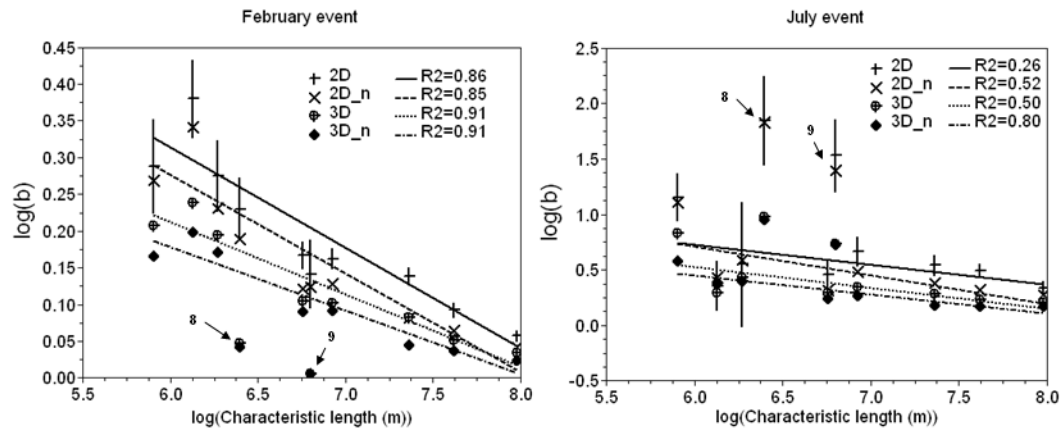 February event
0.45
0.40
0.35
0.30
0.25
0.20
0.15
0.10
0.05
0.00
log(b)
2D R2=0.86
2D_n R2=0.85
3D R2=0.91
3D_n R2=0.91
8
9
5.5 6.0 6.5 7.0 7.5 8.0
log(Characteristic length (m))
July event
2.5
2.0
1.5
1.0
0.5
0.0
-0.5
log(b)
2D R2=0.26
2D_n R2=0.52
3D R2=0.50
3D_n R2=0.80
8
9
5.5 6.0 6.5 7.0 7.5 8.0
log(Characteristic length (m))